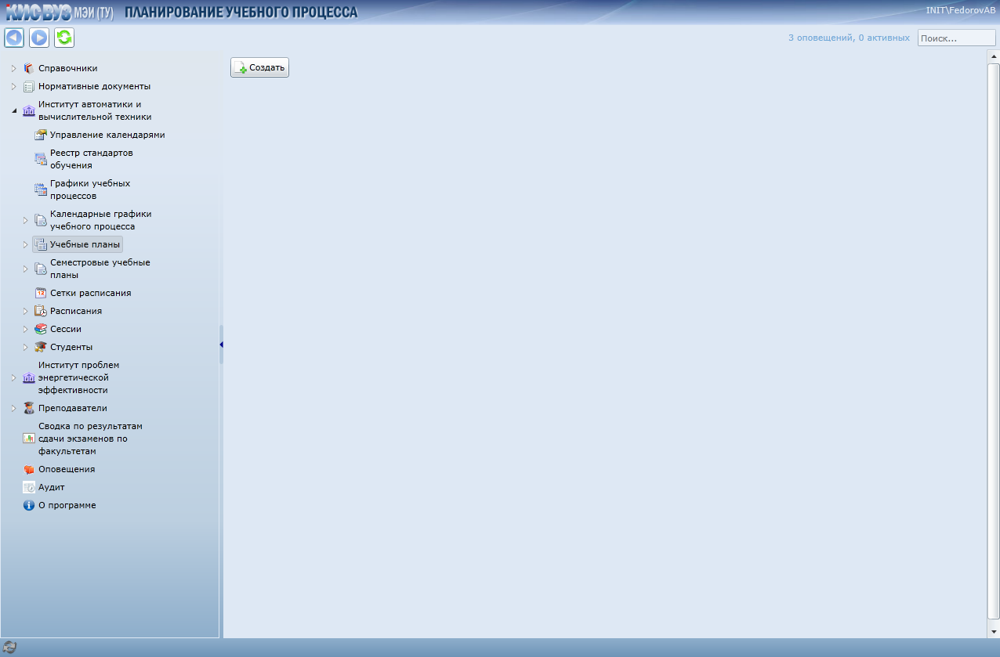 КИС ВУЗ МЭИ (ТУ) ПЛАНИРОВАНИЕ УЧЕБНОГО ПРОЦЕССА
INIT\FedorovAB
3 оповещений, 0 активных
Поиск...
Справочники
Нормативные документы
Институт автоматики и
вычислительной техники
Управление календарями
Реестр стандартов
обучения
Графики учебных
процессов
Календарные графики
учебного процесса
Учебные планы
Семестровые учебные
планы
Сетки расписания
Расписания
Сессии
Студенты
Институт проблем
энергетической
эффективности
Преподаватели
Сводка по результатам
сдачи экзаменов по
факультетам
Оповещения
Аудит
О программе
Создать